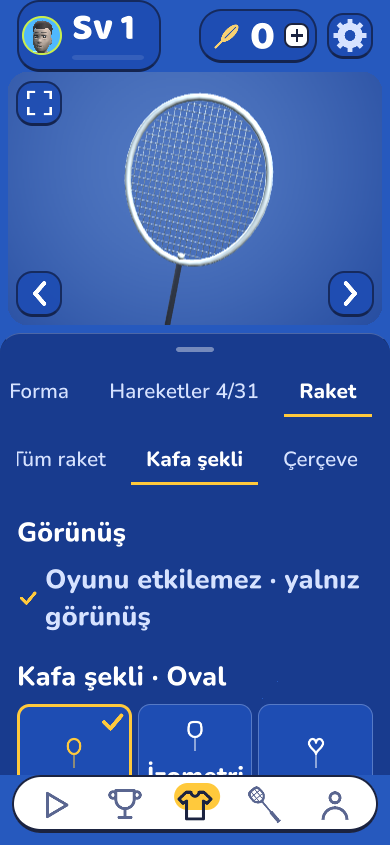 Sv 1
0
Forma Hareketler 4/31 Raket
Tüm raket Kafa şekli Çerçeve
Görünüş
Oyunu etkilemez · yalnız
görünüş
Kafa şekli · Oval
İzometri